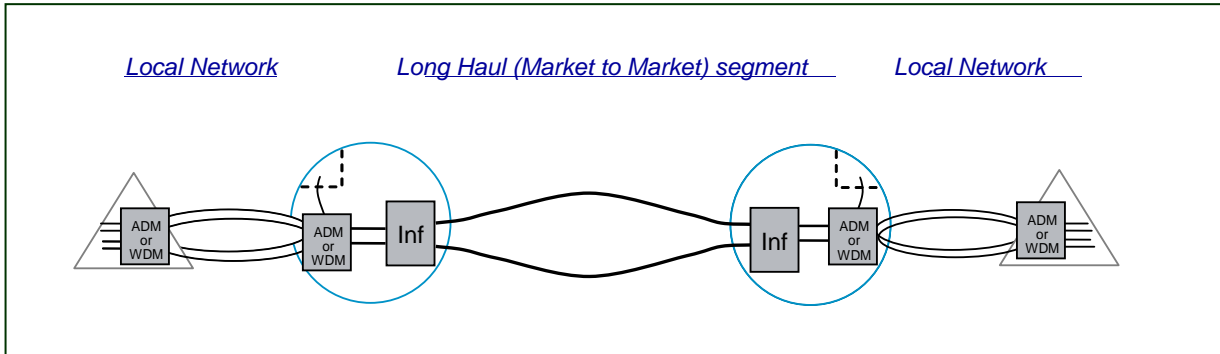 Local Network Long Haul (Market to Market) segment Local Network
ADM
or
WDM
ADM
or
WDM
Inf
Inf
ADM
or
WDM
ADM
or
WDM